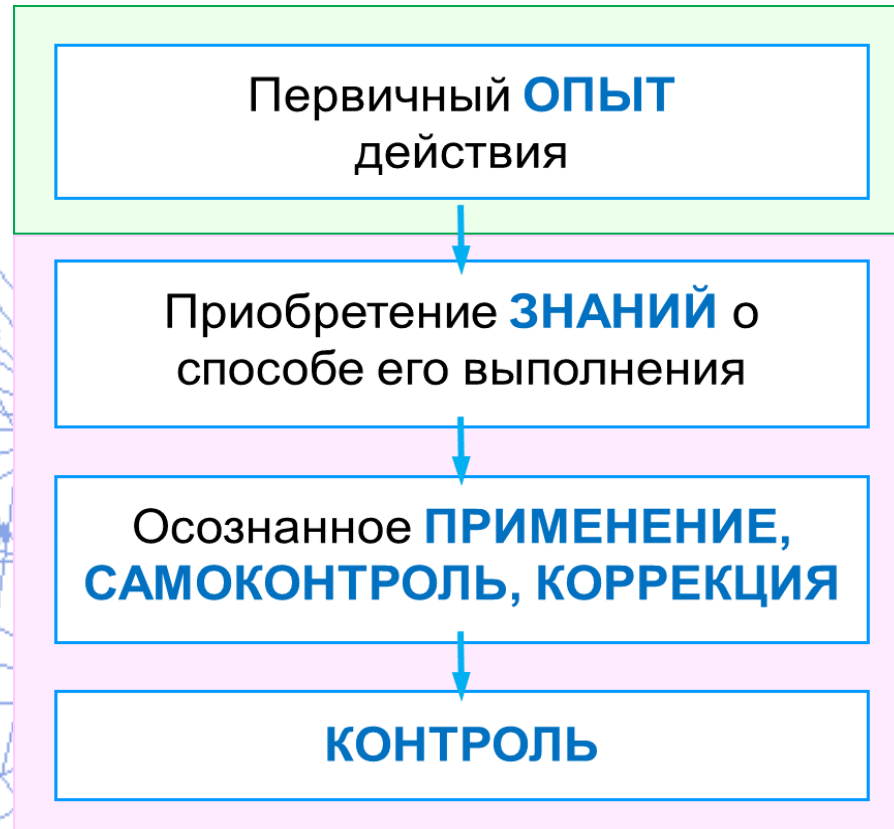 Первичный ОПЫТ
действия
Приобретение ЗНАНИЙ о
способе его выполнения
Осознанное ПРИМЕНЕНИЕ,
САМОКОНТРОЛЬ, КОРРЕКЦИЯ
КОНТРОЛЬ